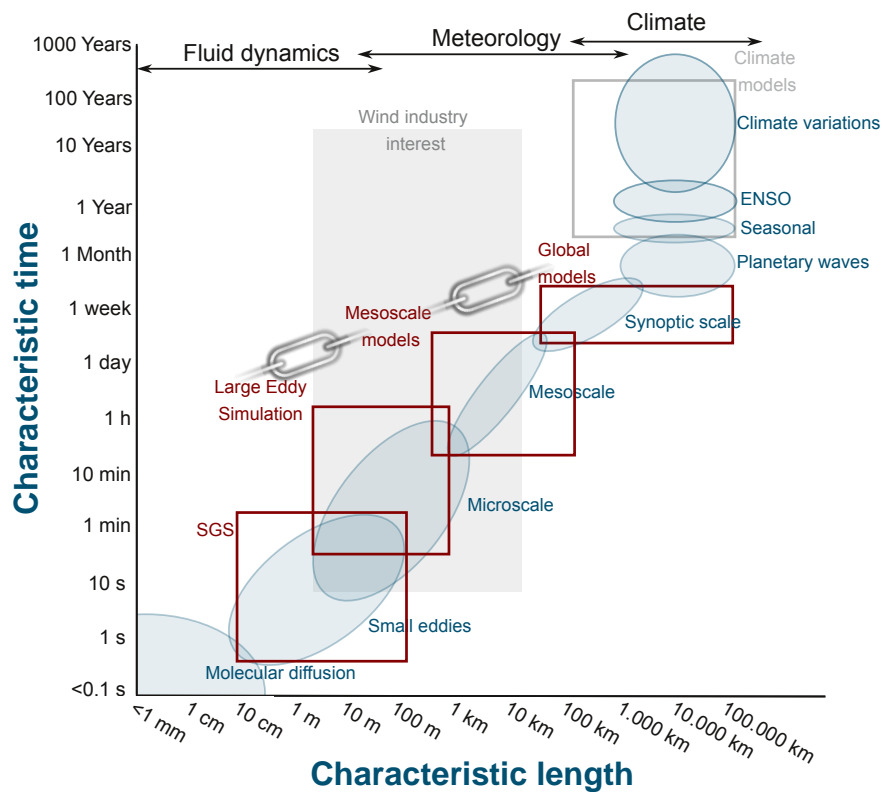 Climate
1000 Years
Fluid dynamics
Meteorology
Climate
models
100 Years
Wind industry
interest
Climate variations
10 Years
1 Year
ENSO
Seasonal
1 Month
Global
models
Planetary waves
1 week
Mesoscale
models
Synoptic scale
1 day
Large Eddy
Simulation
Mesoscale
1 h
10 min
Microscale
1 min
SGS
10 s
Small eddies
1 s
Molecular diffusion
<0.1 s
Characteristic time
<1 mm
1 cm
10 cm
1 m
10 m
100 m
1 km
10 km
100 km
1.000 km
10.000 km
100.000 km
Characteristic length